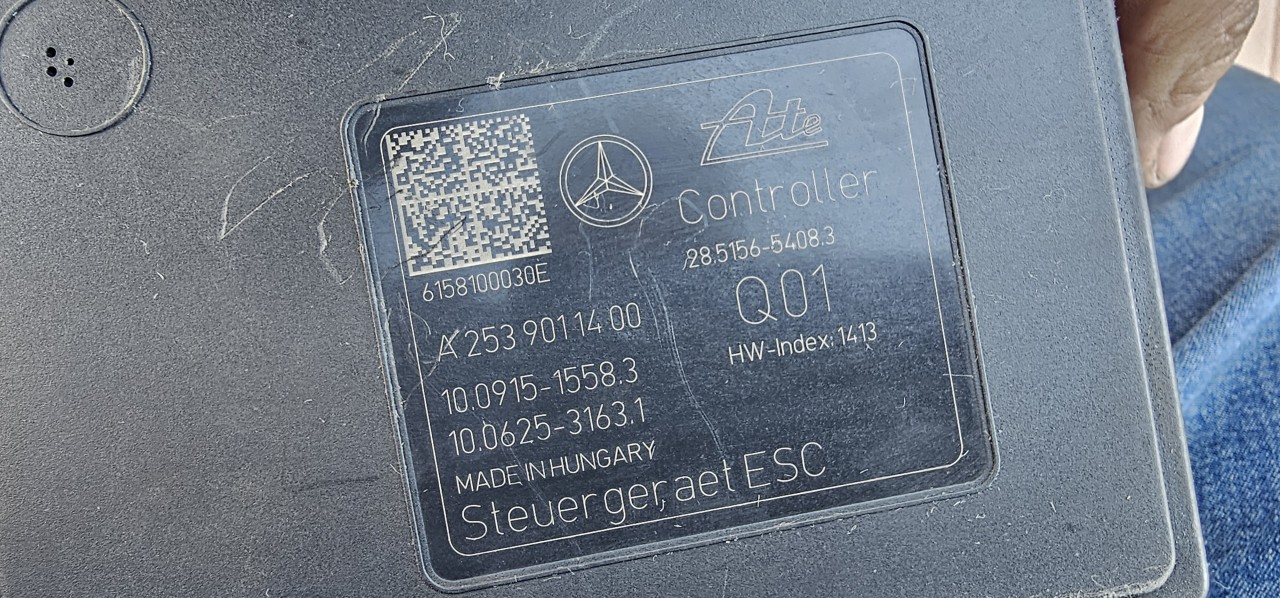 Ate
Controller
28.5156-5408.3
Q01
HW-Index: 1413
6158100030E
A 253 901 14 00
10.0915-1558.3
10.0625-3163.1
MADE IN HUNGARY
Steuergeraet ESC